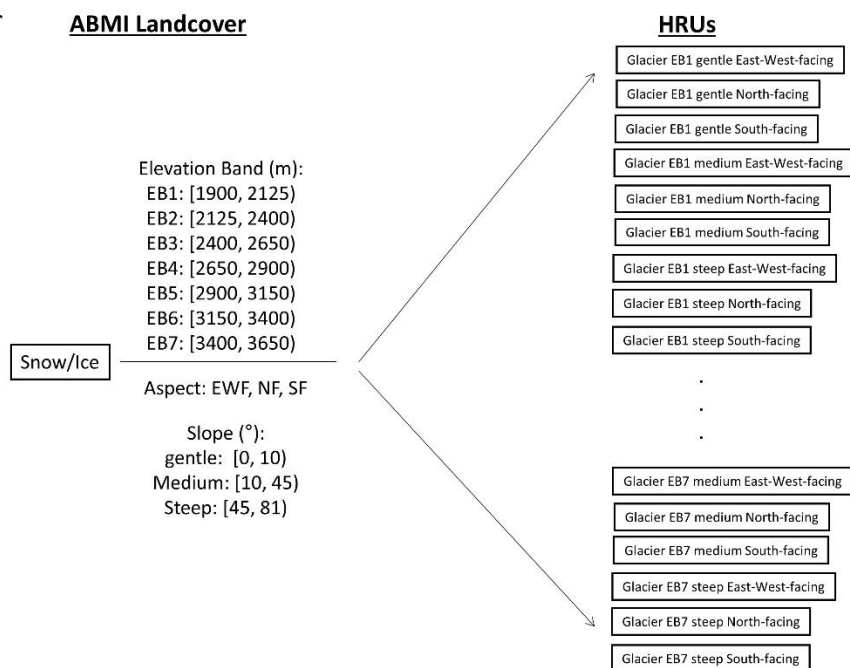 ABMI Landcover
Elevation Band (m):
EB1: [1900, 2125)
EB2: [2125, 2400)
EB3: [2400, 2650)
EB4: [2650, 2900)
EB5: [2900, 3150)
EB6: [3150, 3400)
EB7: [3400, 3650)
Snow/Ice
Aspect: EWF, NF, SF
Slope (°):
gentle: [0, 10)
Medium: [10, 45)
Steep: [45, 81)
HRUs
Glacier EB1 gentle East-West-facing
Glacier EB1 gentle North-facing
Glacier EB1 gentle South-facing
Glacier EB1 medium East-West-facing
Glacier EB1 medium North-facing
Glacier EB1 medium South-facing
Glacier EB1 steep East-West-facing
Glacier EB1 steep North-facing
Glacier EB1 steep South-facing
.
.
.
Glacier EB7 medium East-West-facing
Glacier EB7 medium North-facing
Glacier EB7 medium South-facing
Glacier EB7 steep East-West-facing
Glacier EB7 steep North-facing
Glacier EB7 steep South-facing